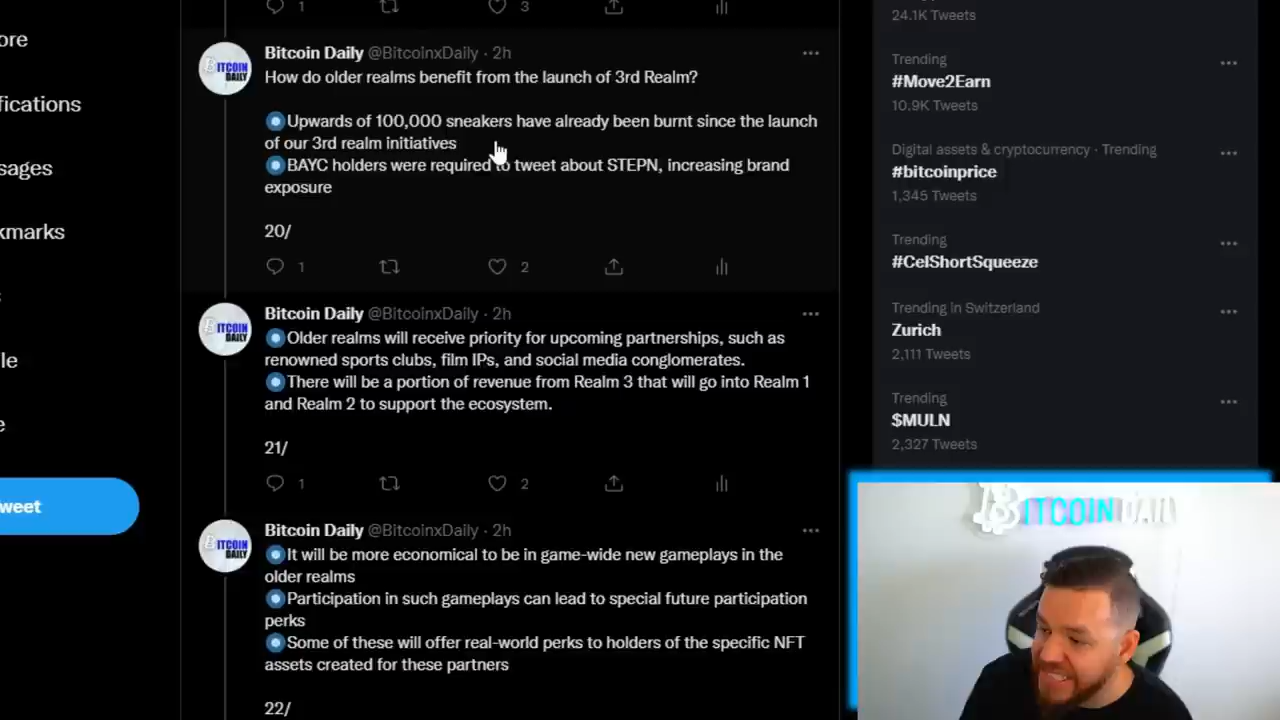 1
3
Bitcoin Daily @BitcoinxDaily · 2h
How do older realms benefit from the launch of 3rd Realm?
Upwards of 100,000 sneakers have already been burnt since the launch
of our 3rd realm initiatives
BAYC holders were required to tweet about STEPN, increasing brand
exposure
20/
1
2
Bitcoin Daily @BitcoinxDaily · 2h
Older realms will receive priority for upcoming partnerships, such as
renowned sports clubs, film IPs, and social media conglomerates.
There will be a portion of revenue from Realm 3 that will go into Realm 1
and Realm 2 to support the ecosystem.
21/
1
2
Bitcoin Daily @BitcoinxDaily · 2h
It will be more economical to be in game-wide new gameplays in the
older realms
Participation in such gameplays can lead to special future participation
perks
Some of these will offer real-world perks to holders of the specific NFT
assets created for these partners
22/
ore
fications
sages
kmarks
le
weet
BITCOIN
DAILY
BITCOIN
DAILY
BITCOIN
DAILY
24.1K Tweets
Trending
#Move2Earn
10.9K Tweets
Digital assets & cryptocurrency · Trending
#bitcoinprice
1,345 Tweets
Trending
#CelShortSqueeze
Trending in Switzerland
Zurich
2,111 Tweets
Trending
$MULN
2,327 Tweets
BITCOIN DAILY